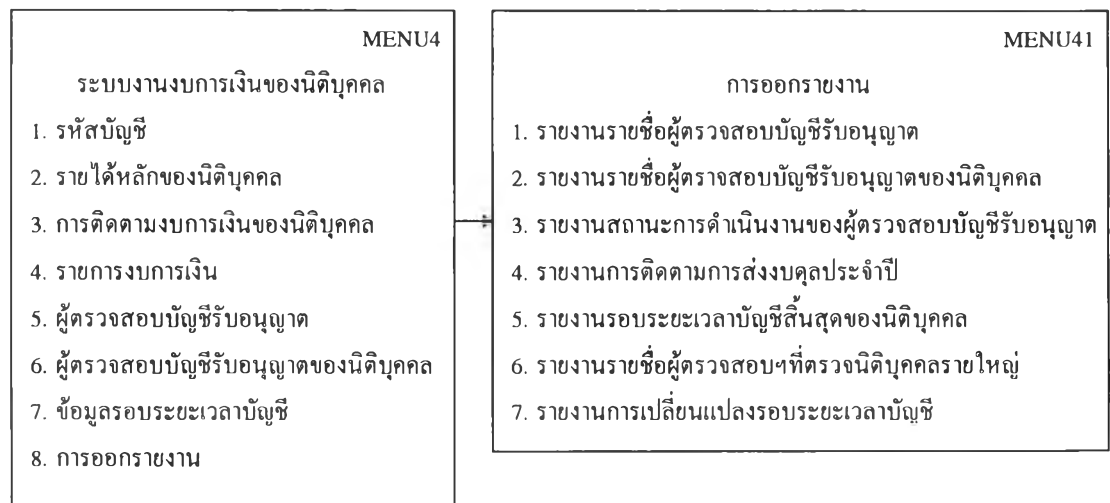 MENU4
ระบบงานงบการเงินของนิติบุคคล
1. รหัสบัญชี
2. รายได้หลักของนิติบุคคล
3. การติดตามงบการเงินของนิติบุคคล
4. รายการงบการเงิน
5. ผู้ตรวจสอบบัญชีรับอนุญาต
6. ผู้ตรวจสอบบัญชีรับอนุญาตของนิติบุคคล
7. ข้อมูลรอบระยะเวลาบัญชี
8. การออกรายงาน
MENU41
การออกรายงาน
1. รายงานรายชื่อผู้ตรวจสอบบัญชีรับอนุญาต
2. รายงานรายชื่อผู้ตราจสอบบัญชีรับอนุญาตของนิติบุคคล
3. รายงานสถานะการดำเนินงานของผู้ตรวจสอบบัญชีรับอนุญาต
4. รายงานการติดตามการส่งงบดุลประจำปี
5. รายงานรอบระยะเวลาบัญชีสิ้นสุดของนิติบุคคล
6. รายงานรายชื่อผู้ตรวจสอบฯที่ตรวจนิติบุคคลรายใหญ่
7. รายงานการเปลี่ยนแปลงรอบระยะเวลาบัญชี